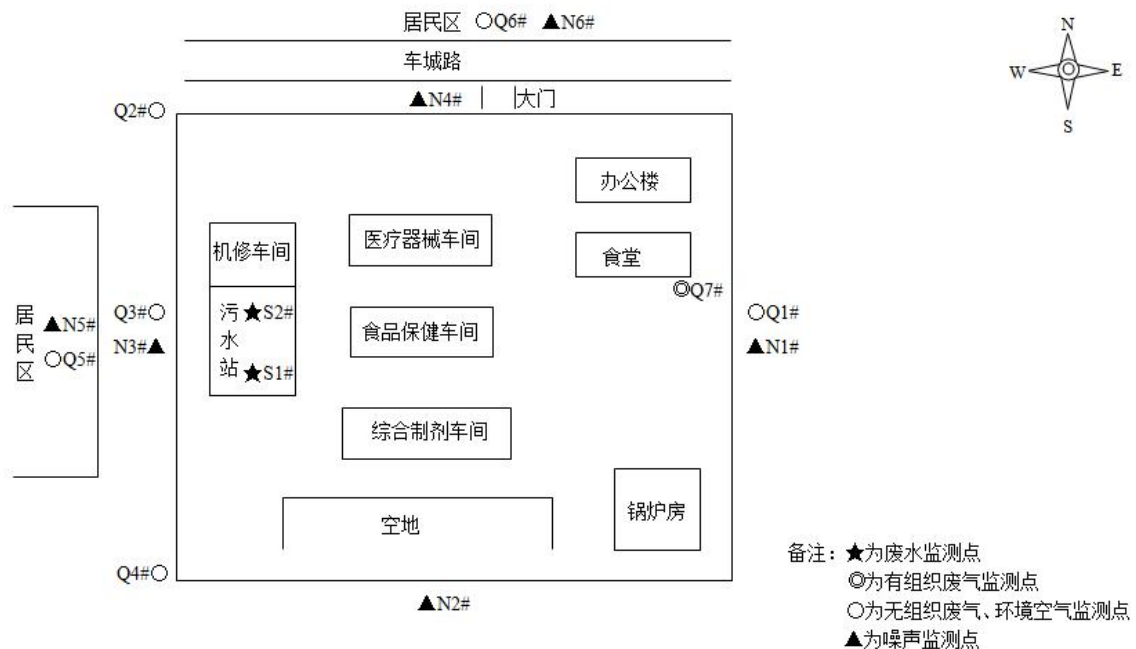 居民区 ○Q6# ▲N6#
车城路
▲N4# 大门
Q2#○
N
W E
S
办公楼
机修车间
医疗器械车间
食堂
◎Q7#
居民区
▲N5#
○Q5#
Q3#○
N3#▲
污水站
★S2#
★S1#
食品保健车间
○Q1#
▲N1#
综合制剂车间
空地
锅炉房
Q4#○
▲N2#
备注：★为废水监测点
◎为有组织废气监测点
○为无组织废气、环境空气监测点
▲为噪声监测点